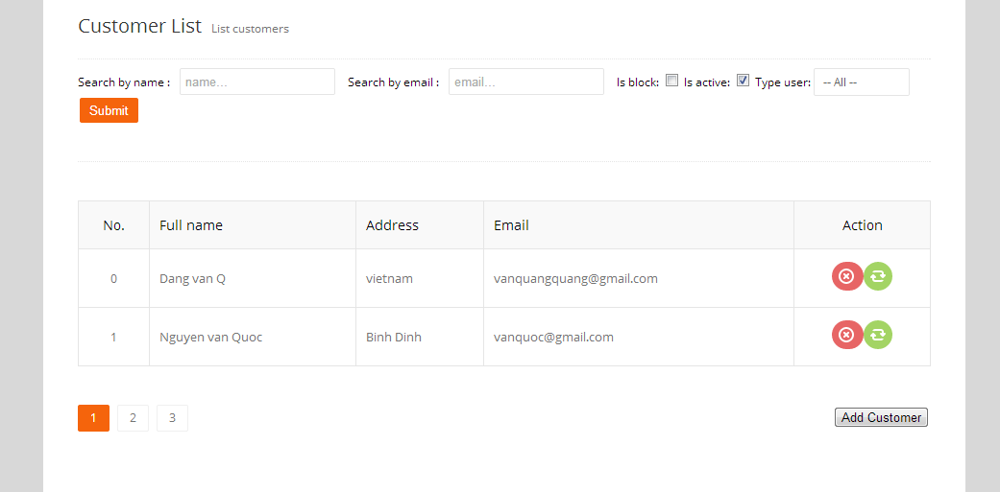 Customer List List customers
Search by name : name... Search by email : email... Is block: Is active: Type user: -- All --
Submit
No. Full name Address Email Action
0 Dang van Q vietnam vanquangquang@gmail.com
1 Nguyen van Quoc Binh Dinh vanquoc@gmail.com
1 2 3 Add Customer